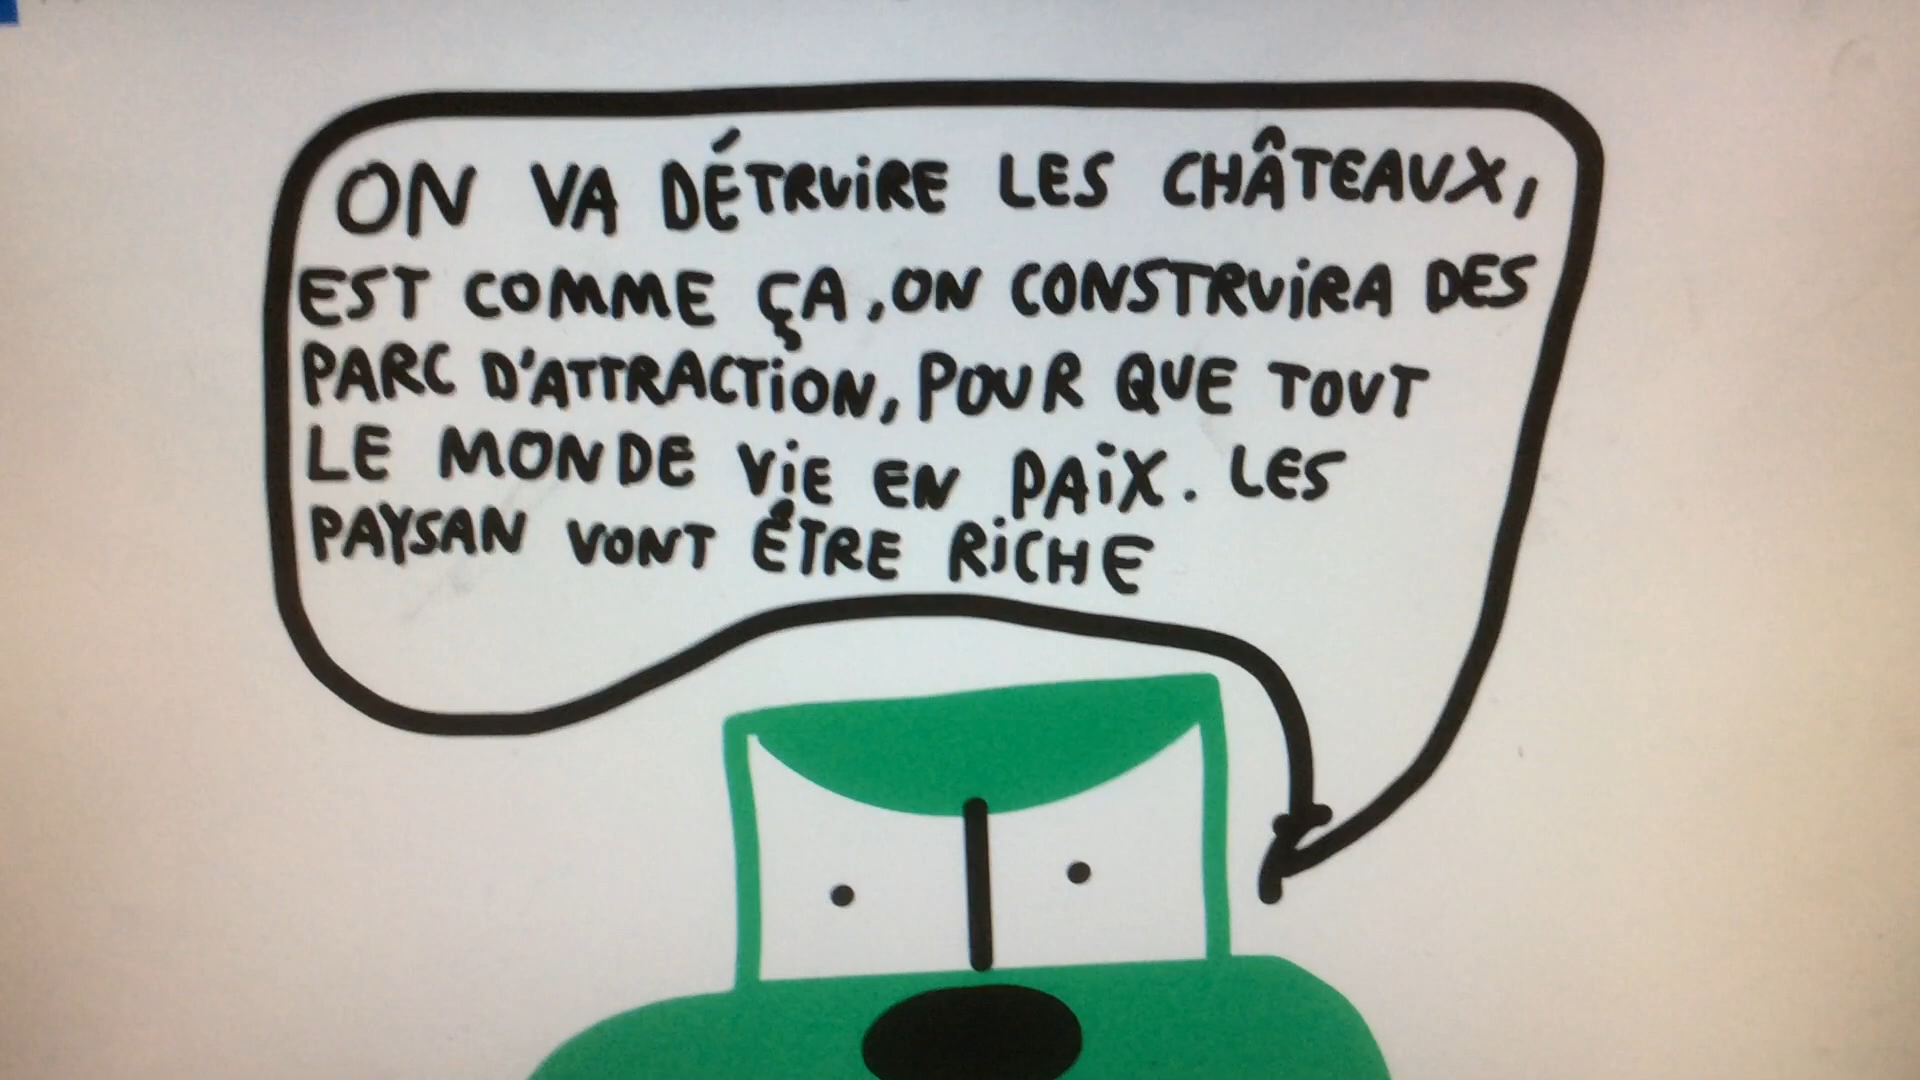 ON VA DÉTRUiRE LES CHÂTEAUX,
EST COMME ÇA, ON CONSTRUiRA DES
PARC D'ATTRACTiON, POUR QUE TOUT
LE MONDE ViE EN PAiX. LES
PAYSAN VONT ÊTRE RiCHE